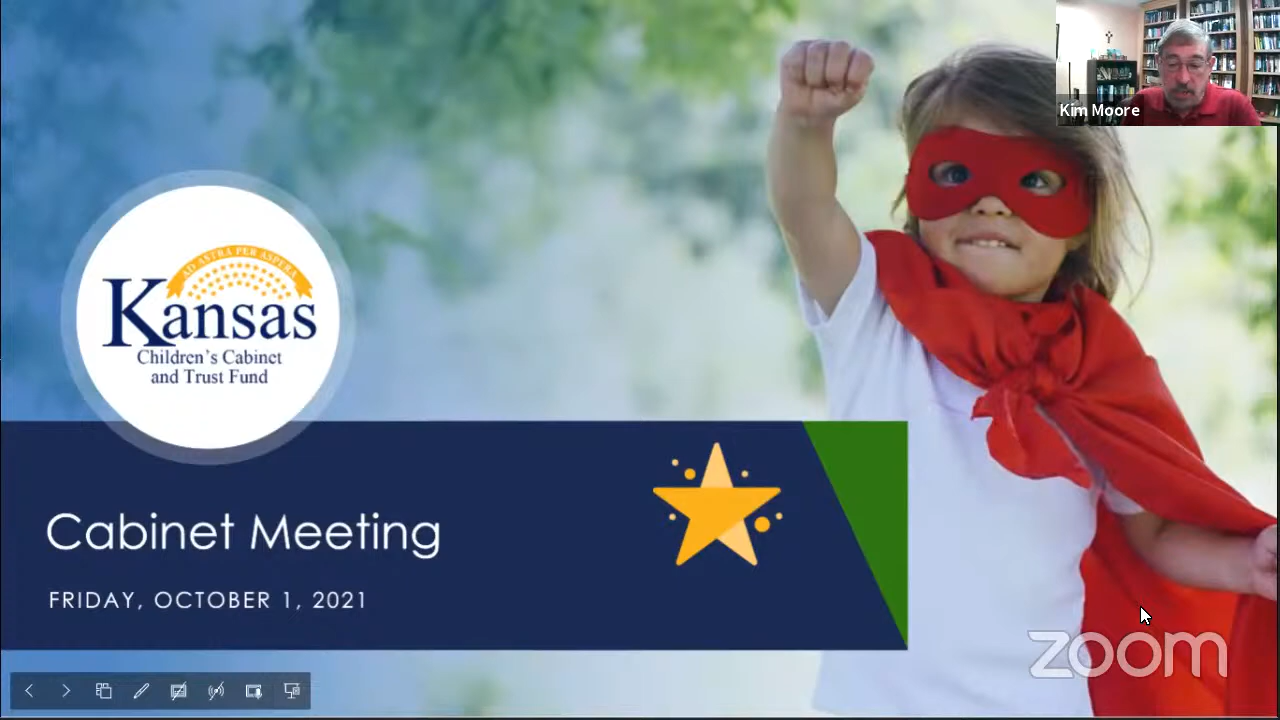 Kim Moore
AD ASTRA PER ASPERA
Kansas
Children's Cabinet
and Trust Fund
Cabinet Meeting
FRIDAY, OCTOBER 1, 2021
zoom